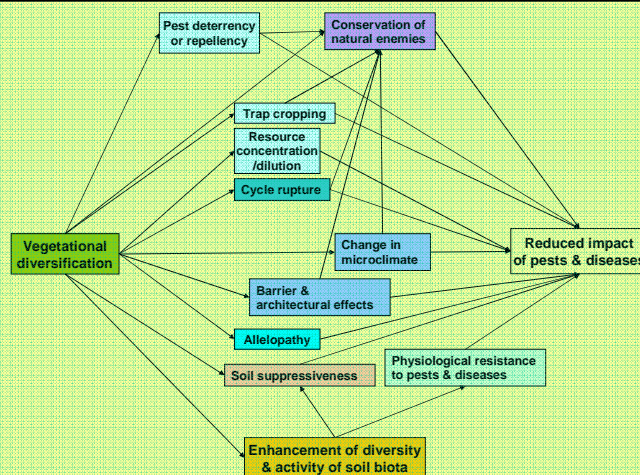 Pest deterrency
or repellency
Conservation of
natural enemies
Trap cropping
Resource
concentration
/dilution
Cycle rupture
Vegetational
diversification
Change in
microclimate
Reduced impact
of pests & diseases
Barrier &
architectural effects
Allelopathy
Soil suppressiveness
Physiological resistance
to pests & diseases
Enhancement of diversity
& activity of soil biota